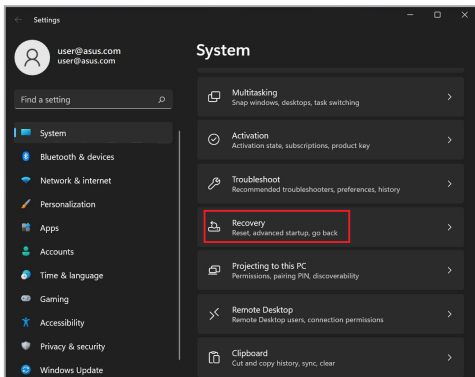 Settings
user@asus.com
user@asus.com
Find a setting
System
Bluetooth & devices
Network & internet
Personalization
Apps
Accounts
Time & language
Gaming
Accessibility
Privacy & security
Windows Update
System
Multitasking
Snap windows, desktops, task switching
Activation
Activation state, subscriptions, product key
Troubleshoot
Recommended troubleshooters, preferences, history
Recovery
Reset, advanced startup, go back
Projecting to this PC
Permissions, pairing PIN, discoverability
Remote Desktop
Remote Desktop users, connection permissions
Clipboard
Cut and copy history, sync, clear